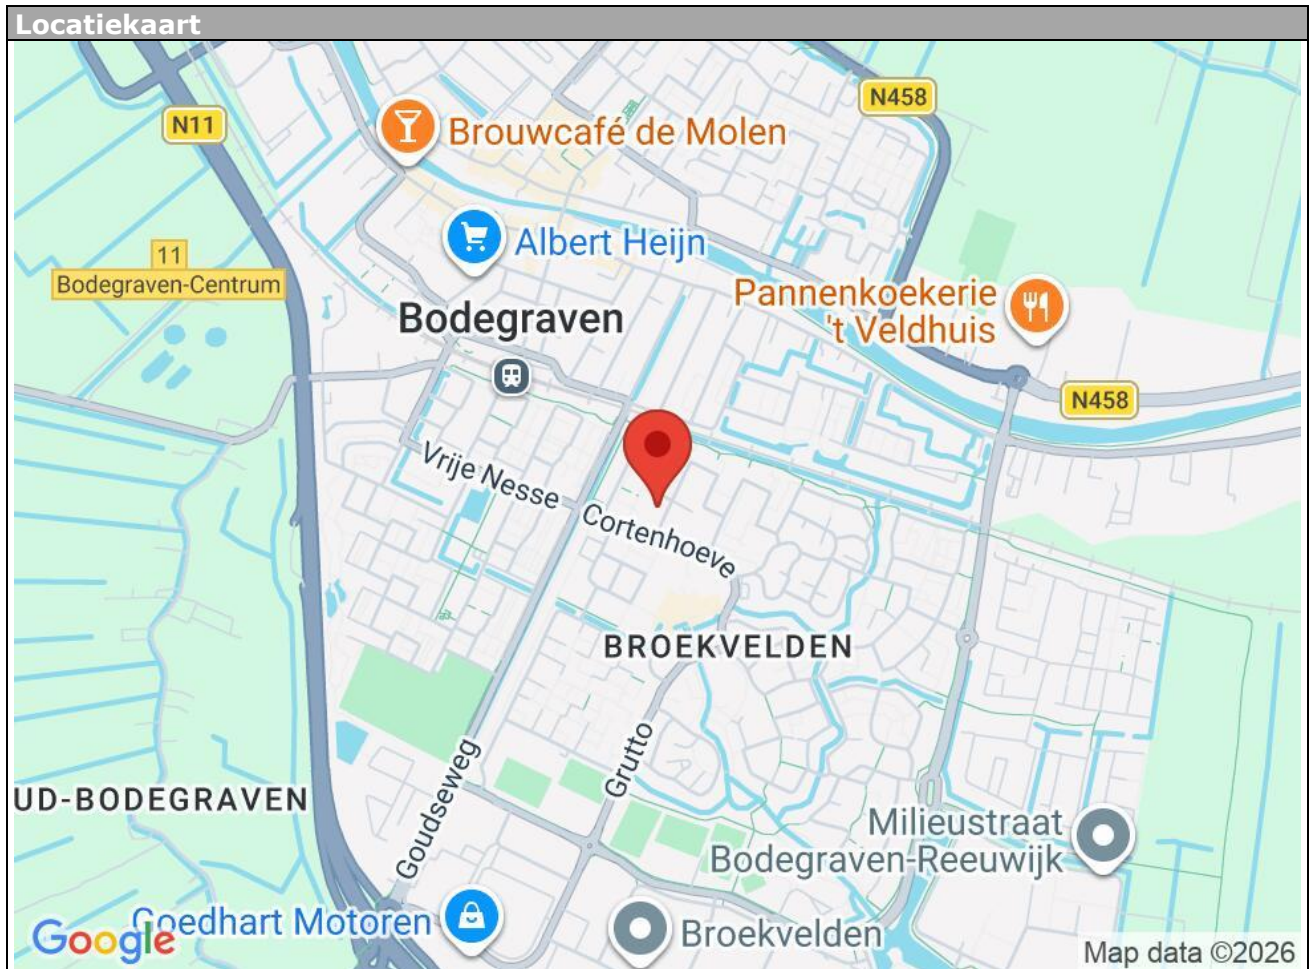 Locatiekaart
N458
N11
Brouwcafé de Molen
Albert Heijn
11
Bodegraven-Centrum
Pannenkoekerie
't Veldhuis
Bodegraven
N458
Vrije Nesse
Cortenhoeve
BROEKVELDEN
Grutto
Goudseweg
UD-BODEGRAVEN
Milieustraat
Bodegraven-Reeuwijk
Goedhart Motoren
Broekvelden
Google
Map data ©2026